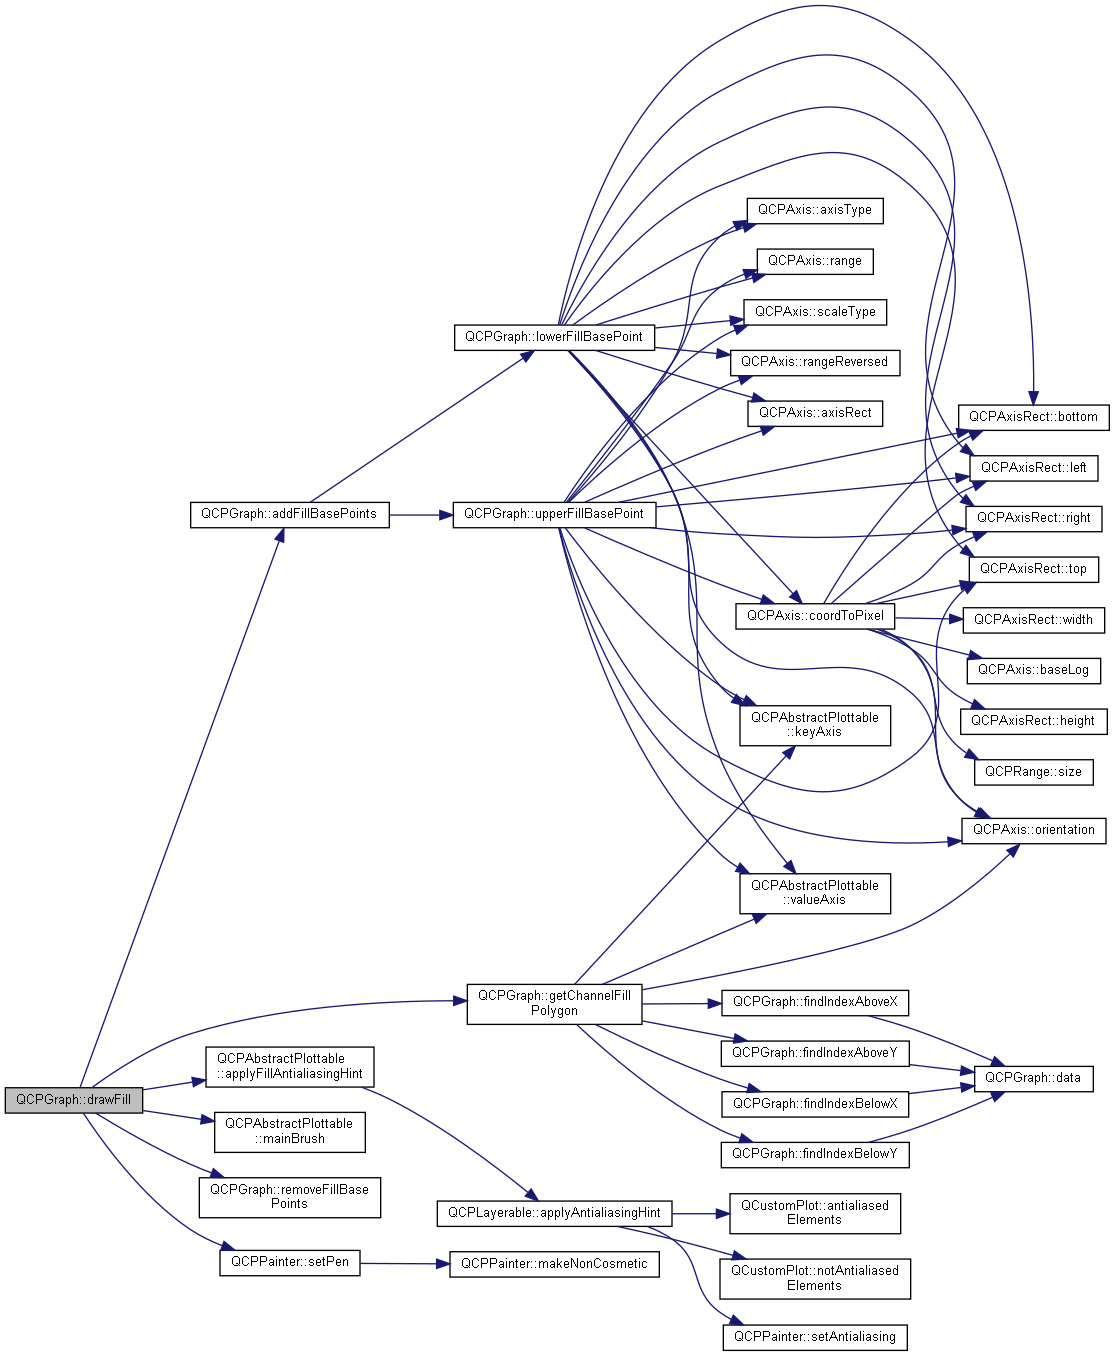 QCPAxis::axisType
QCPAxis::range
QCPAxis::scaleType
QCPGraph::lowerFillBasePoint
QCPAxis::rangeReversed
QCPAxis::axisRect
QCPAxisRect::bottom
QCPAxisRect::left
QCPGraph::addFillBasePoints
QCPGraph::upperFillBasePoint
QCPAxisRect::right
QCPAxisRect::top
QCPAxis::coordToPixel
QCPAxisRect::width
QCPAxis::baseLog
QCPAbstractPlottable
::keyAxis
QCPAxisRect::height
QCPRange::size
QCPAxis::orientation
QCPAbstractPlottable
::valueAxis
QCPGraph::getChannelFill
Polygon
QCPGraph::findIndexAboveX
QCPGraph::findIndexAboveY
QCPAbstractPlottable
::applyFillAntialiasingHint
QCPGraph::data
QCPGraph::drawFill
QCPGraph::findIndexBelowX
QCPAbstractPlottable
::mainBrush
QCPGraph::findIndexBelowY
QCPGraph::removeFillBase
Points
QCPLayerable::applyAntialiasingHint
QCustomPlot::antialiased
Elements
QCPPainter::setPen
QCPPainter::makeNonCosmetic
QCustomPlot::notAntialiased
Elements
QCPPainter::setAntialiasing